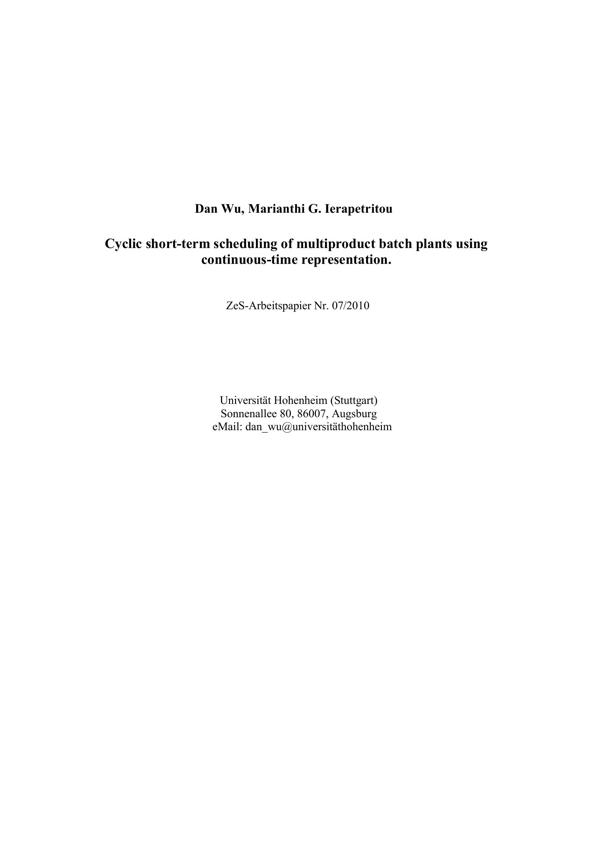 Dan Wu, Marianthi G. Ierapetritou
Cyclic short-term scheduling of multiproduct batch plants using
continuous-time representation.
ZeS-Arbeitspapier Nr. 07/2010
Universität Hohenheim (Stuttgart)
Sonnenallee 80, 86007, Augsburg
eMail: dan_wu@universitäthohenheim